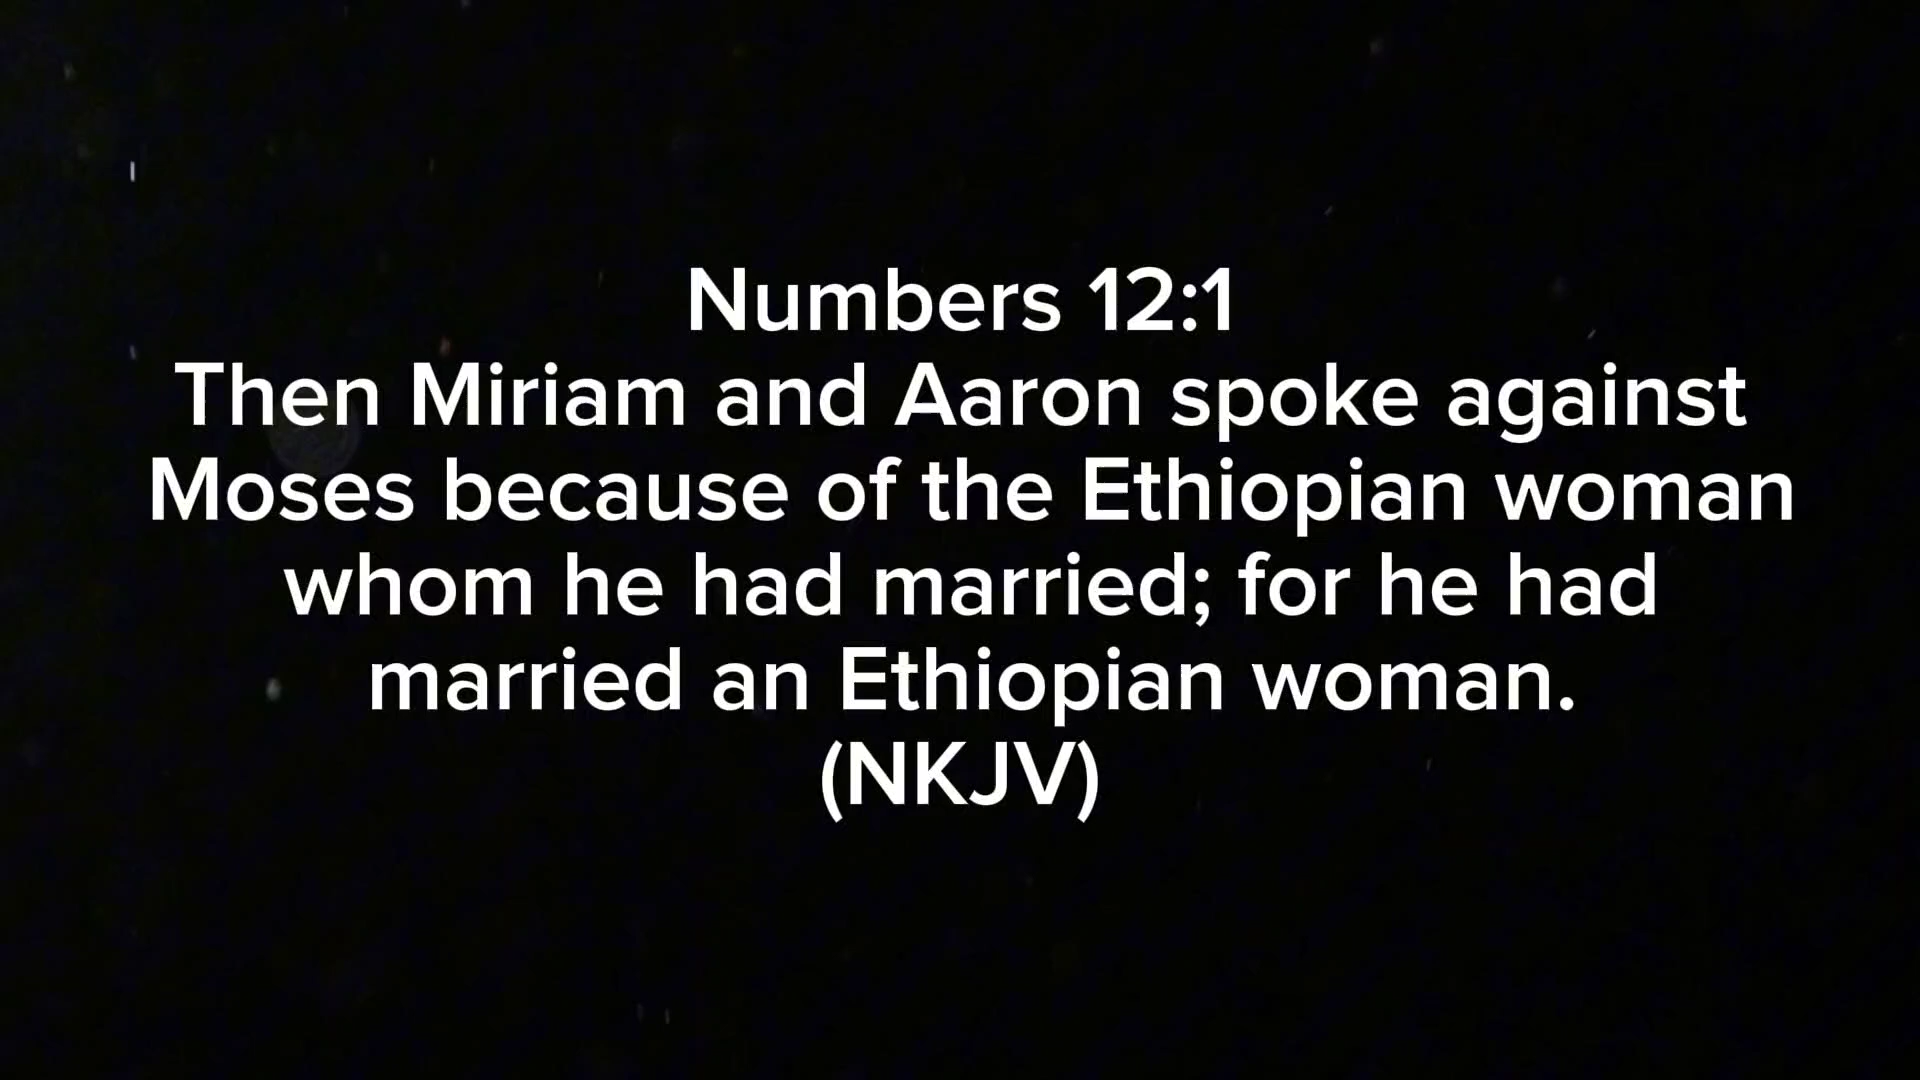 Numbers 12:1
Then Miriam and Aaron spoke against
Moses because of the Ethiopian woman
whom he had married; for he had
married an Ethiopian woman.
(NKJV)